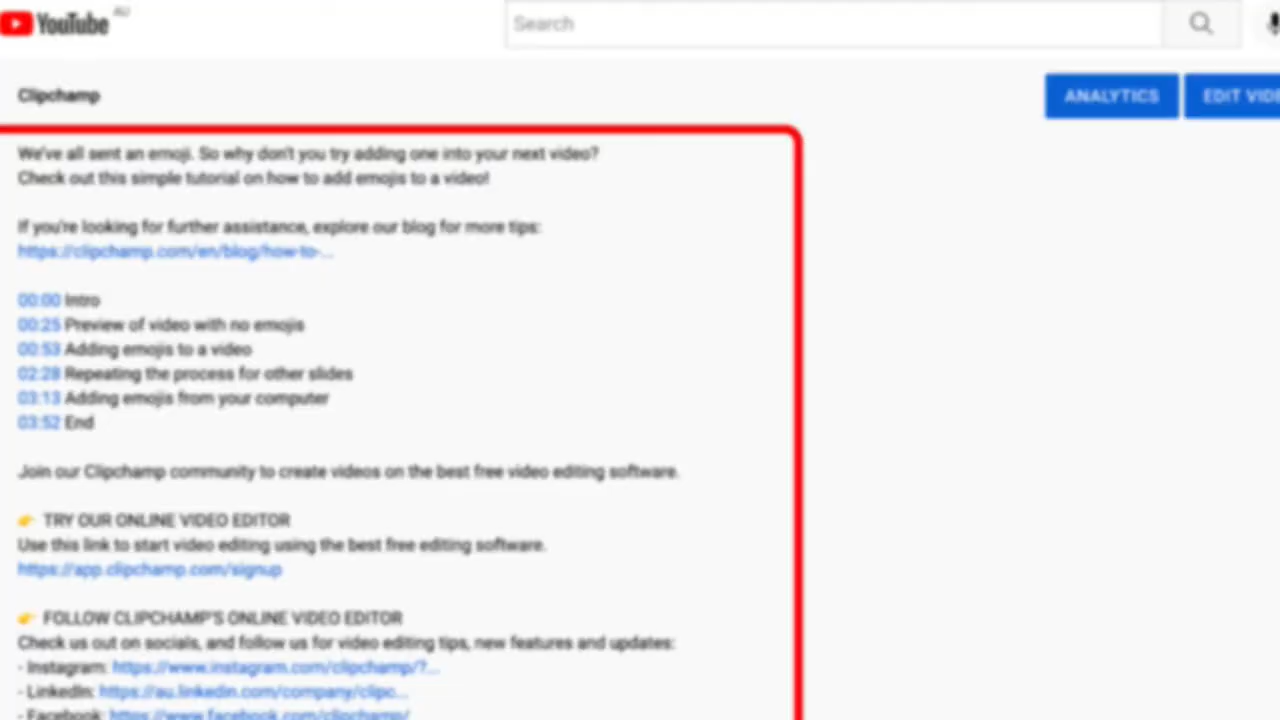 YouTube AU
Search
Clipchamp
ANALYTICS
EDIT VIDE
We've all sent an emoji. So why don't you try adding one into your next video?
Check out this simple tutorial on how to add emojis to a video!
If you're looking for further assistance, explore our blog for more tips:
https://clipchamp.com/en/blog/how-to-...
00:00 Intro
00:25 Preview of video with no emojis
00:53 Adding emojis to a video
02:28 Repeating the process for other slides
03:13 Adding emojis from your computer
03:52 End
Join our Clipchamp community to create videos on the best free video editing software.
👉 TRY OUR ONLINE VIDEO EDITOR
Use this link to start video editing using the best free editing software.
https://app.clipchamp.com/signup
👉 FOLLOW CLIPCHAMP'S ONLINE VIDEO EDITOR
Check us out on socials, and follow us for video editing tips, new features and updates:
- Instagram: https://www.instagram.com/clipchamp/?...
- LinkedIn: https://au.linkedin.com/company/clipc...
- Facebook: https://www.facebook.com/clipchamp/